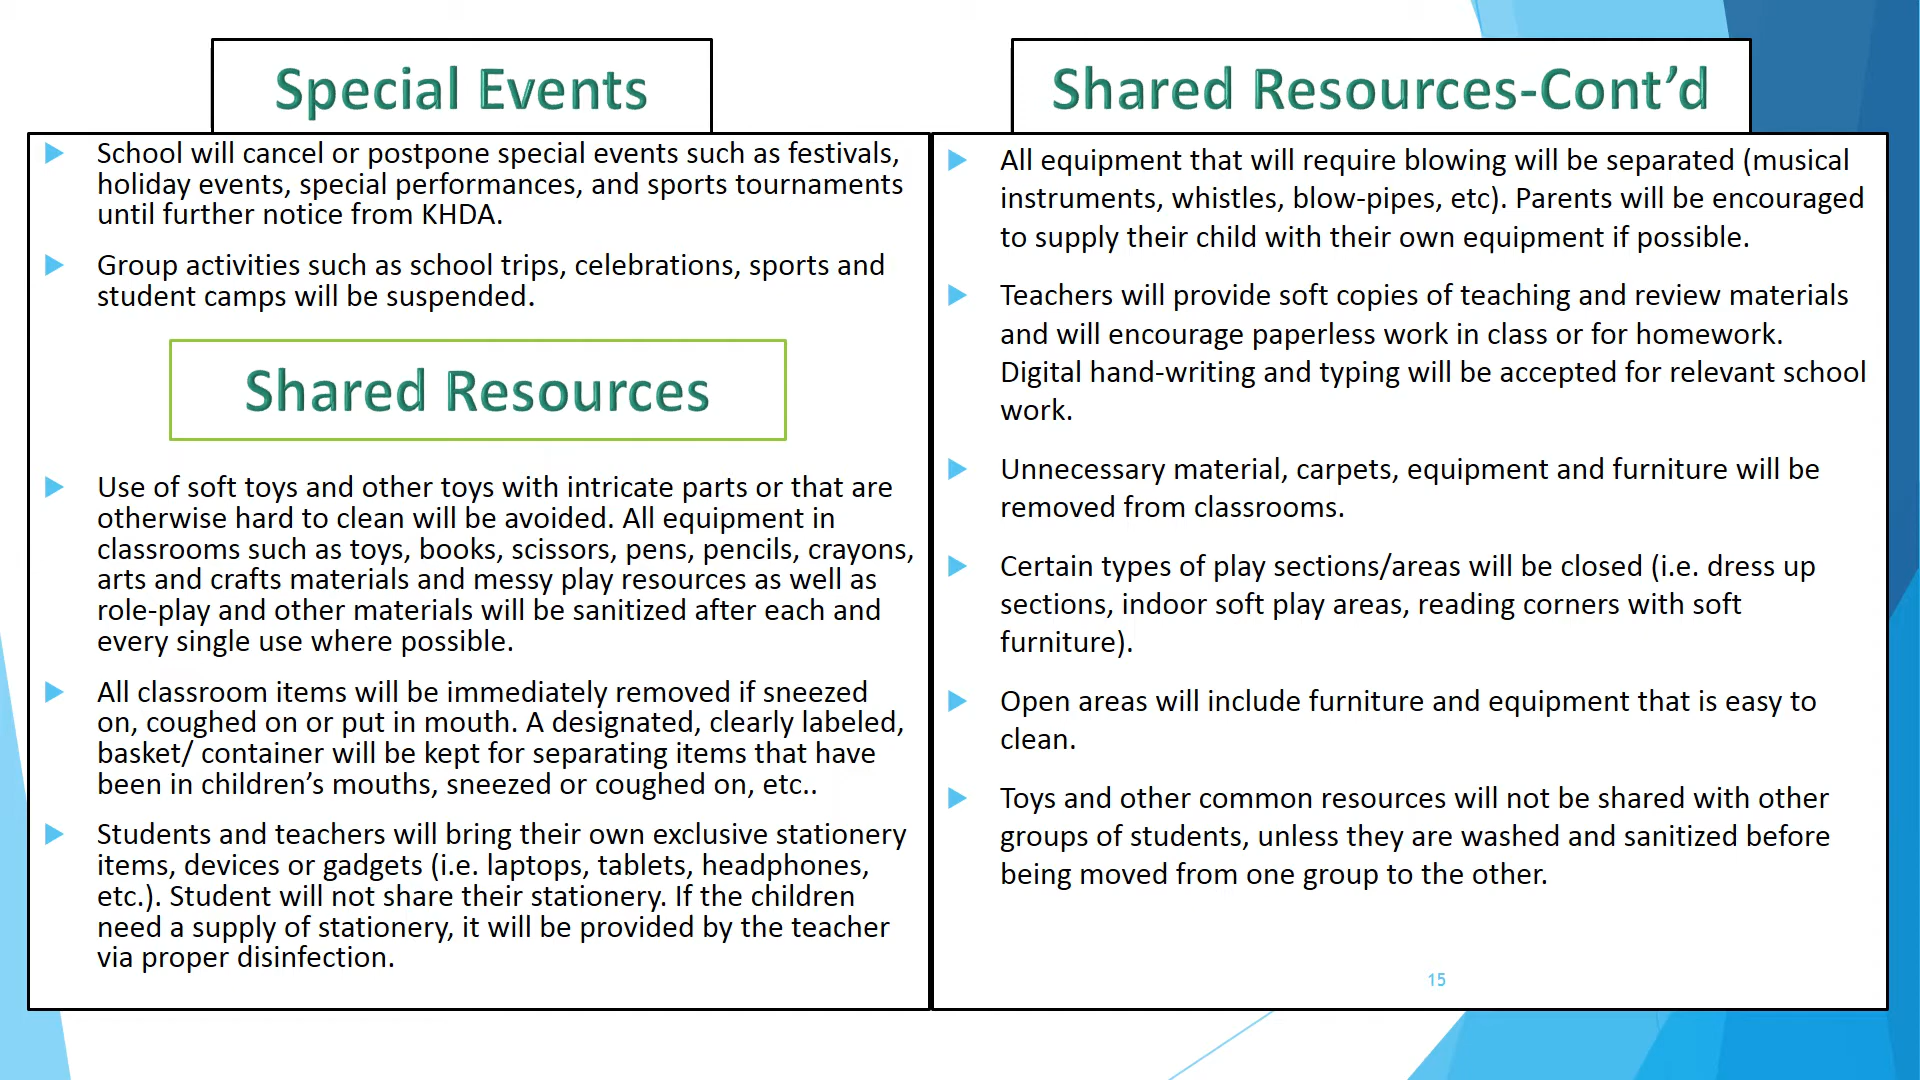 Special Events
School will cancel or postpone special events such as festivals,
holiday events, special performances, and sports tournaments
until further notice from KHDA.
Group activities such as school trips, celebrations, sports and
student camps will be suspended.
Shared Resources
Use of soft toys and other toys with intricate parts or that are
otherwise hard to clean will be avoided. All equipment in
classrooms such as toys, books, scissors, pens, pencils, crayons,
arts and crafts materials and messy play resources as well as
role-play and other materials will be sanitized after each and
every single use where possible.
All classroom items will be immediately removed if sneezed
on, coughed on or put in mouth. A designated, clearly labeled,
basket/ container will be kept for separating items that have
been in children’s mouths, sneezed or coughed on, etc..
Students and teachers will bring their own exclusive stationery
items, devices or gadgets (i.e. laptops, tablets, headphones,
etc.). Student will not share their stationery. If the children
need a supply of stationery, it will be provided by the teacher
via proper disinfection.
Shared Resources-Cont’d
All equipment that will require blowing will be separated (musical
instruments, whistles, blow-pipes, etc). Parents will be encouraged
to supply their child with their own equipment if possible.
Teachers will provide soft copies of teaching and review materials
and will encourage paperless work in class or for homework.
Digital hand-writing and typing will be accepted for relevant school
work.
Unnecessary material, carpets, equipment and furniture will be
removed from classrooms.
Certain types of play sections/areas will be closed (i.e. dress up
sections, indoor soft play areas, reading corners with soft
furniture).
Open areas will include furniture and equipment that is easy to
clean.
Toys and other common resources will not be shared with other
groups of students, unless they are washed and sanitized before
being moved from one group to the other.
15